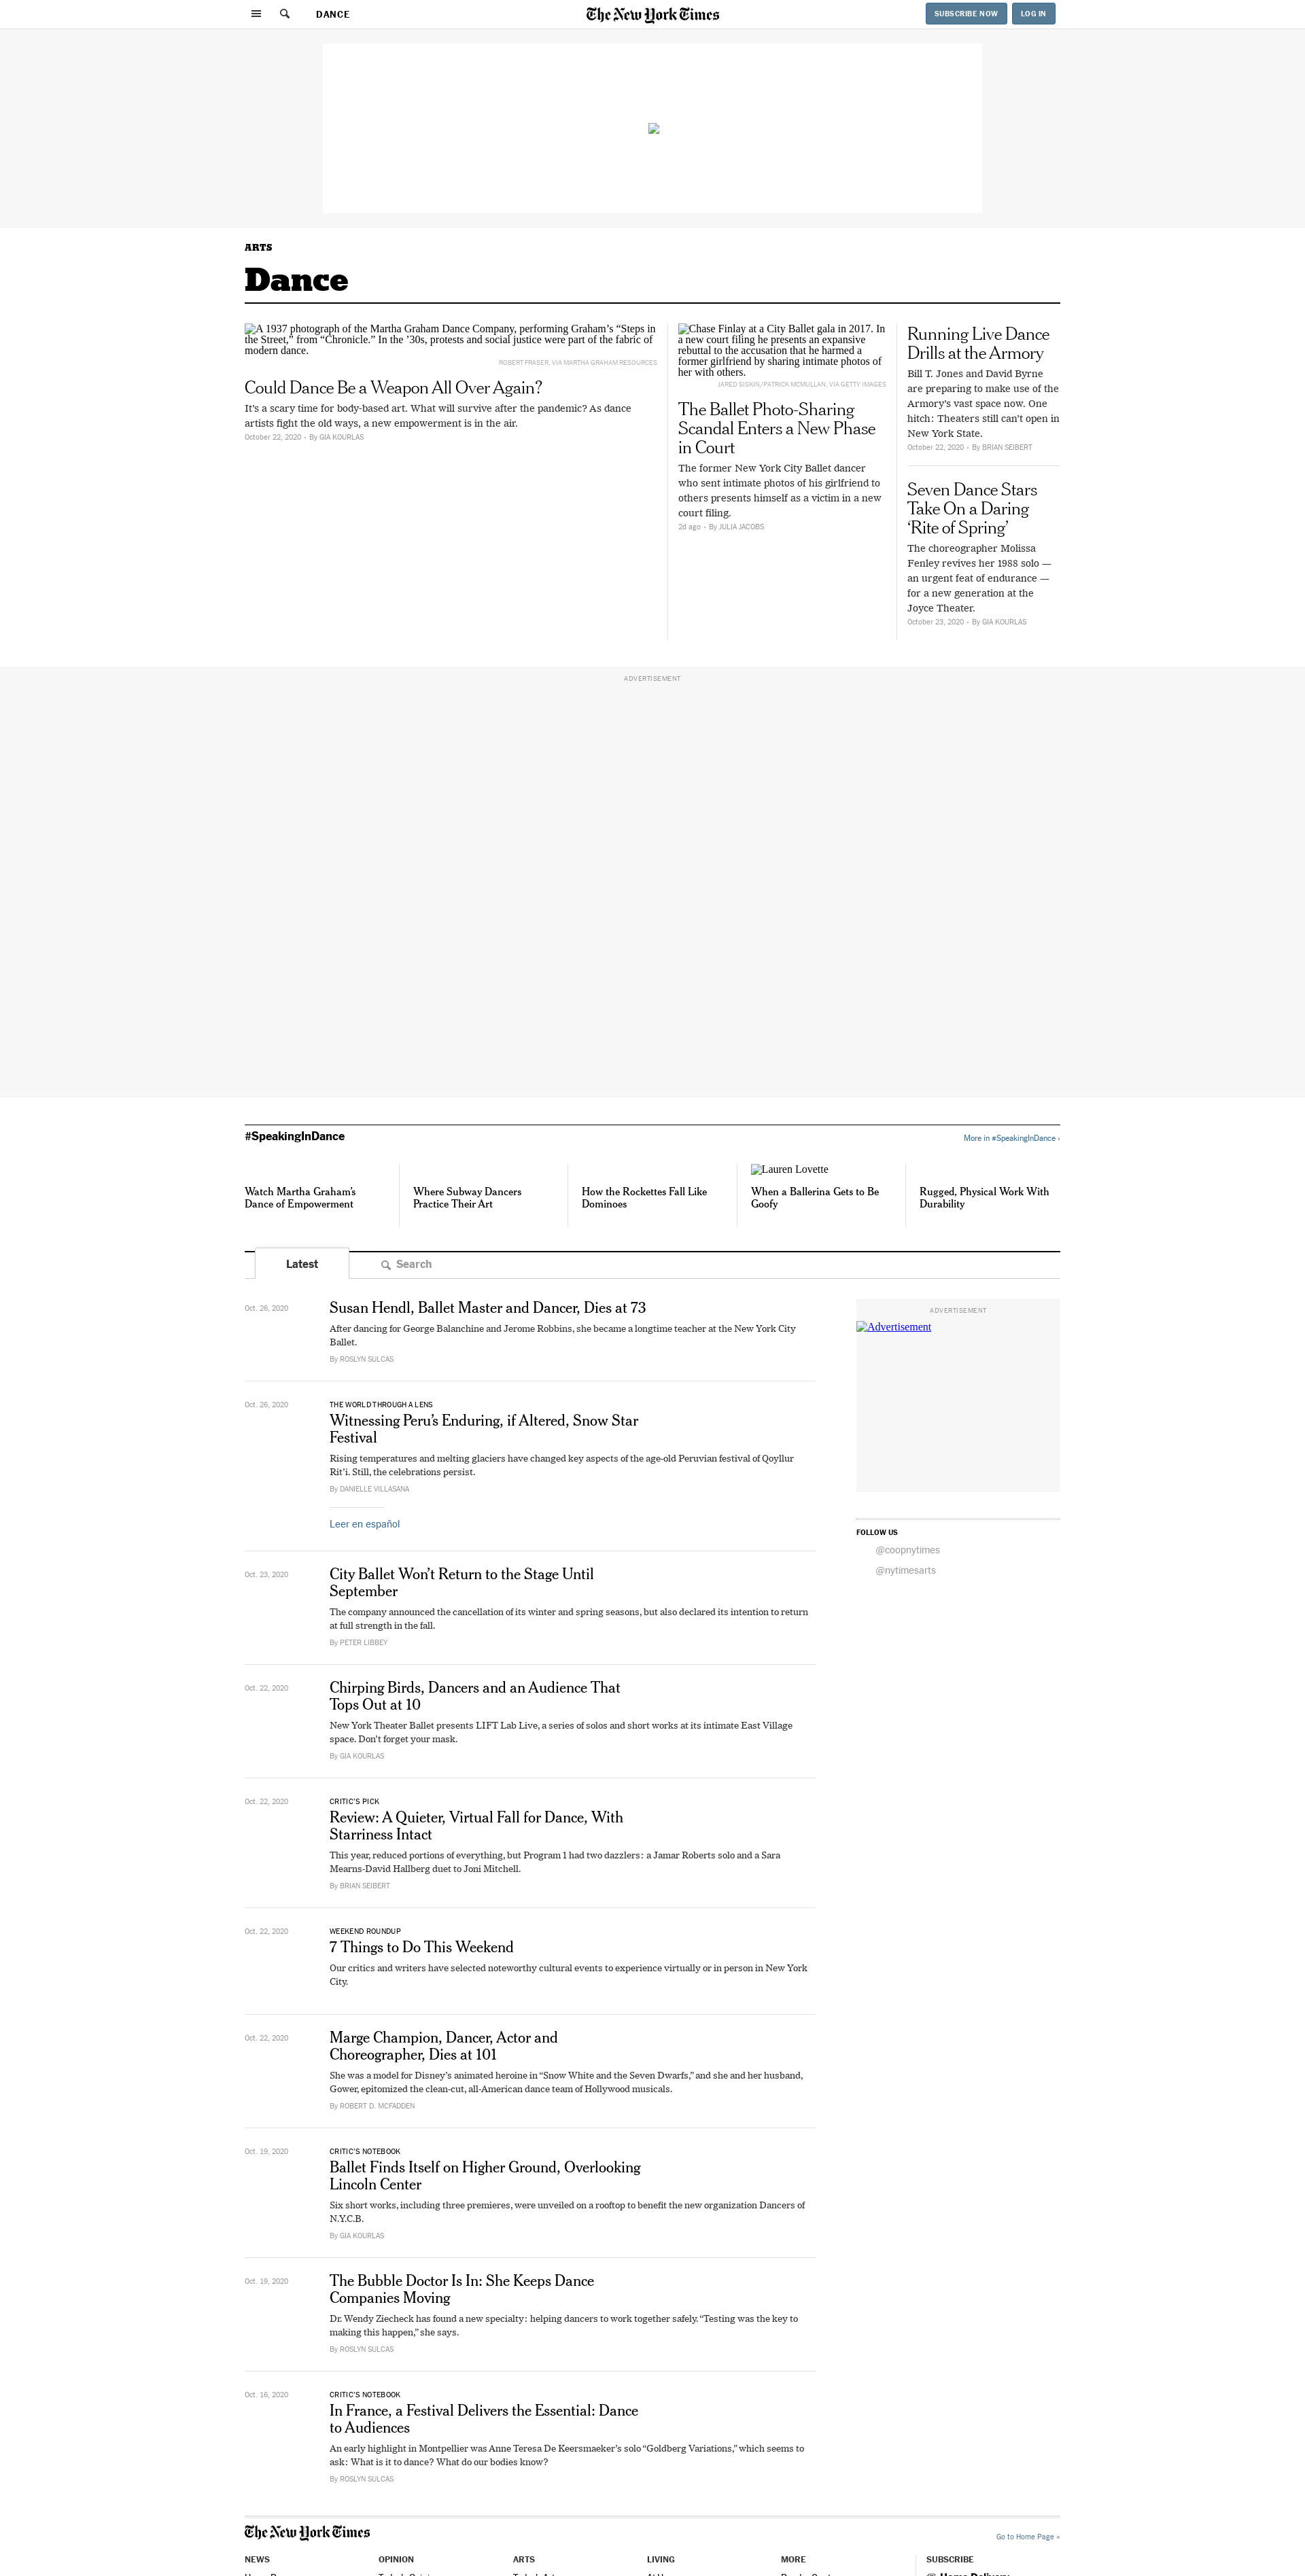 DANCE
The New York Times
SUBSCRIBE NOW
LOG IN
ARTS
Dance
A 1937 photograph of the Martha Graham Dance Company, performing Graham’s “Steps in
the Street,” from “Chronicle.” In the ’30s, protests and social justice were part of the fabric of
modern dance.
ROBERT FRASER, VIA MARTHA GRAHAM RESOURCES
Could Dance Be a Weapon All Over Again?
It’s a scary time for body-based art. What will survive after the pandemic? As dance
artists fight the old ways, a new empowerment is in the air.
October 22, 2020 • By GIA KOURLAS
Chase Finlay at a City Ballet gala in 2017. In
a new court filing he presents an expansive
rebuttal to the accusation that he harmed a
former girlfriend by sharing intimate photos of
her with others.
JARED SISKIN/PATRICK MCMULLAN, VIA GETTY IMAGES
The Ballet Photo-Sharing
Scandal Enters a New Phase
in Court
The former New York City Ballet dancer
who sent intimate photos of his girlfriend to
others presents himself as a victim in a new
court filing.
2d ago • By JULIA JACOBS
Running Live Dance
Drills at the Armory
Bill T. Jones and David Byrne
are preparing to make use of the
Armory’s vast space now. One
hitch: Theaters still can’t open in
New York State.
October 22, 2020 • By BRIAN SEIBERT
Seven Dance Stars
Take On a Daring
‘Rite of Spring’
The choreographer Molissa
Fenley revives her 1988 solo —
an urgent feat of endurance —
for a new generation at the
Joyce Theater.
October 23, 2020 • By GIA KOURLAS
ADVERTISEMENT
#SpeakingInDance
More in #SpeakingInDance ›
Watch Martha Graham’s
Dance of Empowerment
Where Subway Dancers
Practice Their Art
How the Rockettes Fall Like
Dominoes
Lauren Lovette
When a Ballerina Gets to Be
Goofy
Rugged, Physical Work With
Durability
Latest
Search
Oct. 26, 2020
Susan Hendl, Ballet Master and Dancer, Dies at 73
After dancing for George Balanchine and Jerome Robbins, she became a longtime teacher at the New York City
Ballet.
By ROSLYN SULCAS
Oct. 26, 2020
THE WORLD THROUGH A LENS
Witnessing Peru’s Enduring, if Altered, Snow Star
Festival
Rising temperatures and melting glaciers have changed key aspects of the age-old Peruvian festival of Qoyllur
Rit’i. Still, the celebrations persist.
By DANIELLE VILLASANA
Leer en español
Oct. 23, 2020
City Ballet Won’t Return to the Stage Until
September
The company announced the cancellation of its winter and spring seasons, but also declared its intention to return
at full strength in the fall.
By PETER LIBBEY
Oct. 22, 2020
Chirping Birds, Dancers and an Audience That
Tops Out at 10
New York Theater Ballet presents LIFT Lab Live, a series of solos and short works at its intimate East Village
space. Don’t forget your mask.
By GIA KOURLAS
Oct. 22, 2020
CRITIC’S PICK
Review: A Quieter, Virtual Fall for Dance, With
Starriness Intact
This year, reduced portions of everything, but Program 1 had two dazzlers: a Jamar Roberts solo and a Sara
Mearns-David Hallberg duet to Joni Mitchell.
By BRIAN SEIBERT
Oct. 22, 2020
WEEKEND ROUNDUP
7 Things to Do This Weekend
Our critics and writers have selected noteworthy cultural events to experience virtually or in person in New York
City.
Oct. 22, 2020
Marge Champion, Dancer, Actor and
Choreographer, Dies at 101
She was a model for Disney’s animated heroine in “Snow White and the Seven Dwarfs,” and she and her husband,
Gower, epitomized the clean-cut, all-American dance team of Hollywood musicals.
By ROBERT D. MCFADDEN
Oct. 19, 2020
CRITIC’S NOTEBOOK
Ballet Finds Itself on Higher Ground, Overlooking
Lincoln Center
Six short works, including three premieres, were unveiled on a rooftop to benefit the new organization Dancers of
N.Y.C.B.
By GIA KOURLAS
Oct. 19, 2020
The Bubble Doctor Is In: She Keeps Dance
Companies Moving
Dr. Wendy Ziecheck has found a new specialty: helping dancers to work together safely. “Testing was the key to
making this happen,” she says.
By ROSLYN SULCAS
Oct. 16, 2020
CRITIC’S NOTEBOOK
In France, a Festival Delivers the Essential: Dance
to Audiences
An early highlight in Montpellier was Anne Teresa De Keersmaeker’s solo “Goldberg Variations,” which seems to
ask: What is it to dance? What do our bodies know?
By ROSLYN SULCAS
ADVERTISEMENT
Advertisement
FOLLOW US
@coopnytimes
@nytimesarts
The New York Times
Go to Home Page »
NEWS
OPINION
ARTS
LIVING
MORE
SUBSCRIBE